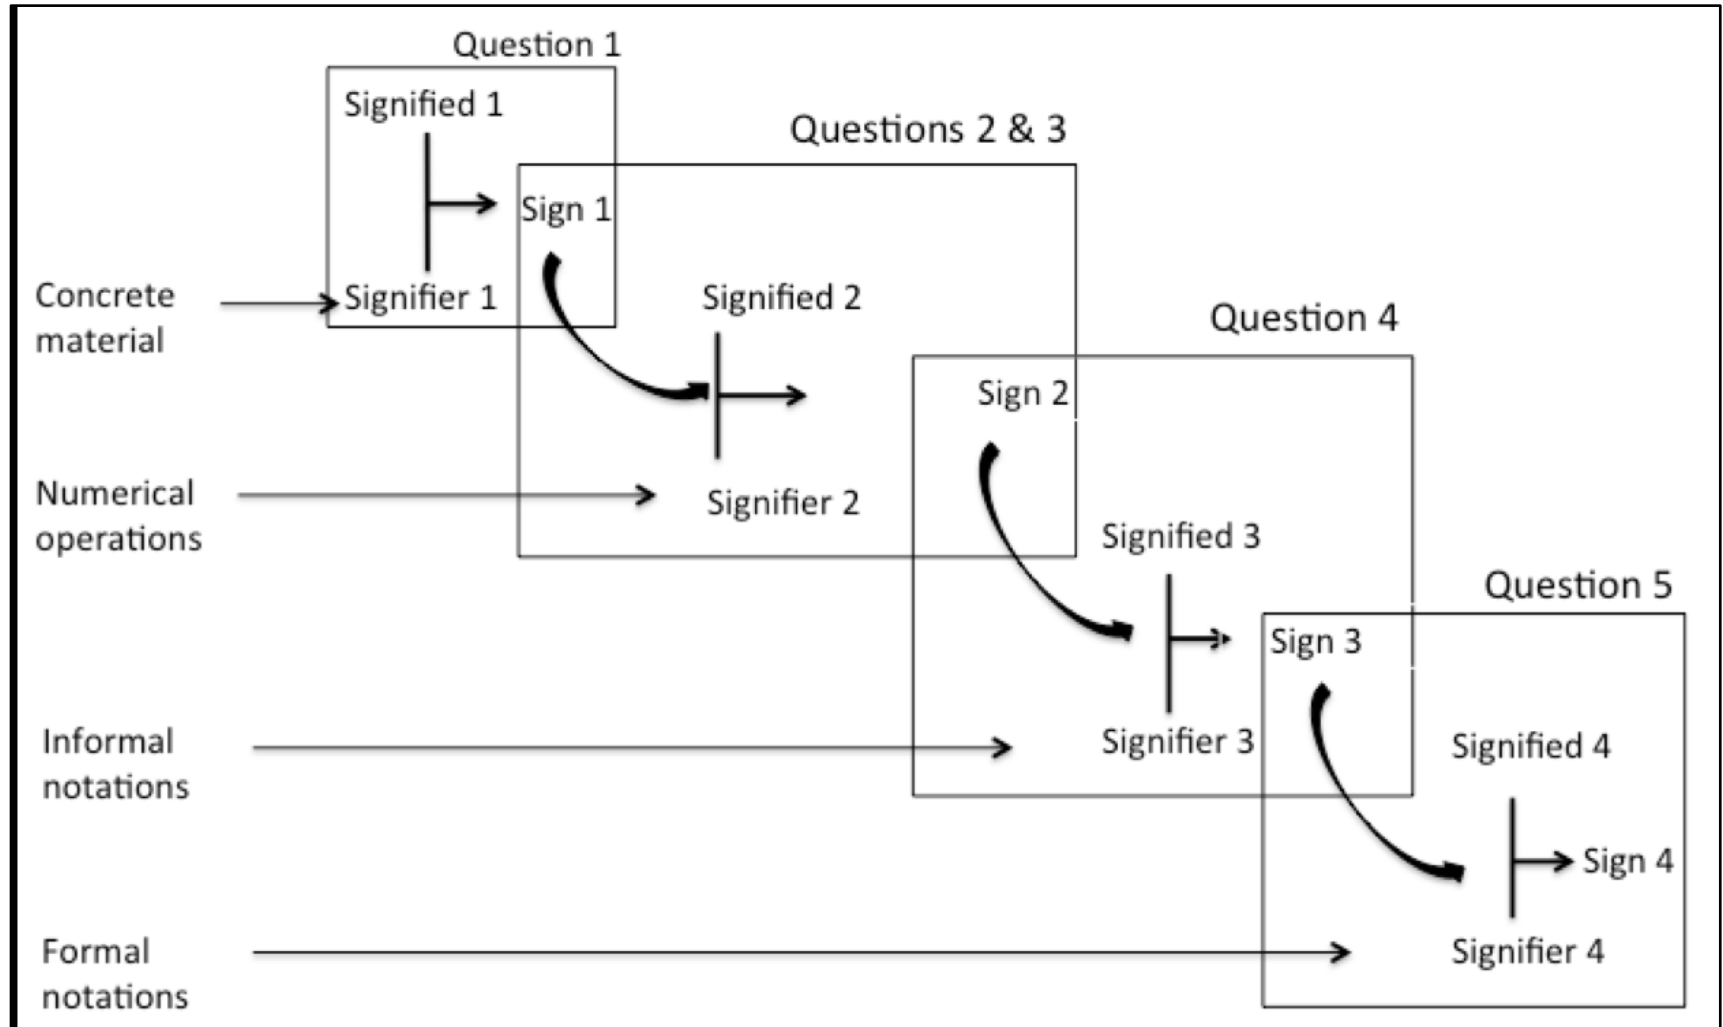 Question 1
Signified 1
Questions 2 & 3
Sign 1
Concrete
material
Signifier 1
Signified 2
Question 4
Sign 2
Numerical
operations
Signifier 2
Signified 3
Question 5
Sign 3
Informal
notations
Signifier 3
Signified 4
Sign 4
Formal
notations
Signifier 4